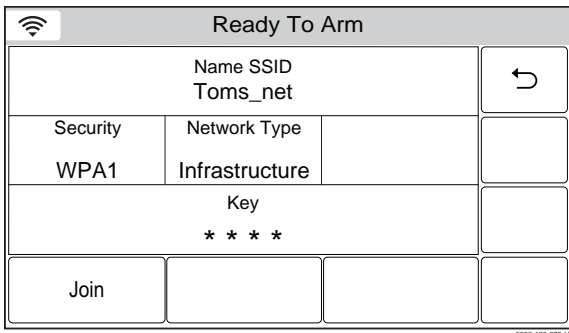 Ready To Arm
Name SSID
Toms_net
Security Network Type
WPA1 Infrastructure
Key
* * * *
Join